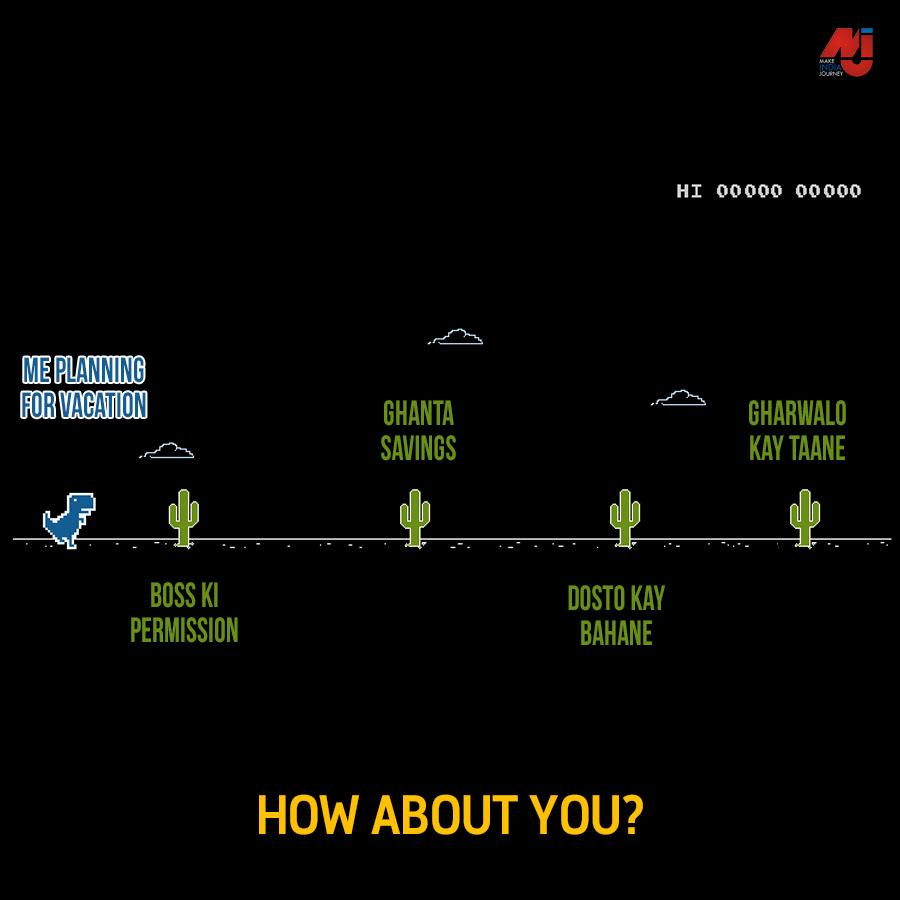 MAKE
INDIA
JOURNEY
HI 00000 00000
ME PLANNING
FOR VACATION
GHANTA
SAVINGS
GHARWALO
KAY TAANE
BOSS KI
PERMISSION
DOSTO KAY
BAHANE
HOW ABOUT YOU?